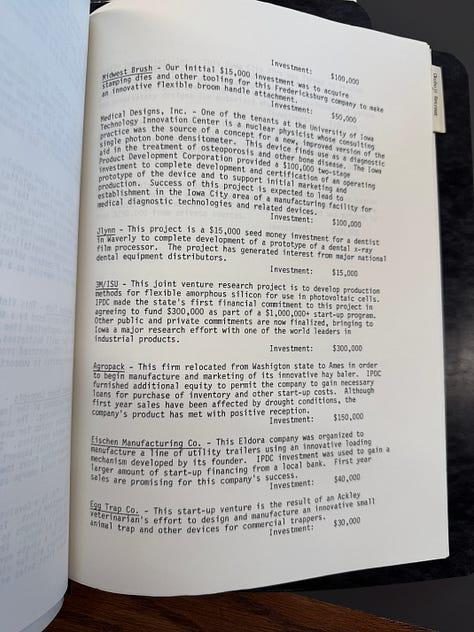 Investment: $100,000
Midwest Brush - Our initial $15,000 investment was to acquire
stamping dies and other tooling for this Fredericksburg company to make
an innovative flexible broom handle attachment.
Investment: $50,000
Medical Designs, Inc. - One of the tenants at the University of Iowa
Technology Innovation Center is a nuclear physicist whose consulting
practice was the source of a concept for a new, improved version of the
single photon bone densitometer. This device finds use as a diagnostic
aid in the treatment of osteoporosis and other bone disease. The Iowa
Product Development Corporation provided a $100,000 two-stage
investment to complete development and certification of an operating
prototype of the device and to support initial marketing and
production. Success of this project is expected to lead to
establishment in the Iowa City area of a manufacturing facility for
medical diagnostic technologies and related devices.
Investment: $100,000
Jlynn - This project is a $15,000 seed money investment for a dentist
in Waverly to complete development of a prototype of a dental x-ray
film processor. The project has generated interest from major national
dental equipment distributors.
Investment: $15,000
3M/ISU - This joint venture research project is to develop production
methods for flexible amorphous silicon for use in photovoltaic cells.
IPDC made the state's first financial commitment to this project in
agreeing to fund $300,000 as part of a $1,000,000+ start-up program.
Other public and private commitments are now finalized, bringing to
Iowa a major research effort with one of the world leaders in
industrial products.
Investment: $300,000
Agropack - This firm relocated from Washigton state to Ames in order
to begin manufacture and marketing of its innovative hay baler. IPDC
furnished additional equity to permit the company to gain necessary
loans for purchase of inventory and other start-up costs. Although
first year sales have been affected by drought conditions, the
company's product has met with positive reception.
Investment: $150,000
Eischen Manufacturing Co. - This Eldora company was organized to
manufacture a line of utility trailers using an innovative loading
mechanism developed by its founder. IPDC investment was used to gain a
larger amount of start-up financing from a local bank. First year
sales are promising for this company's success.
Investment: $40,000
Egg Trap Co. - This start-up venture is the result of an Ackley
veterinarian's effort to design and manufacture an innovative small
animal trap and other devices for commercial trappers.
Investment: $30,000